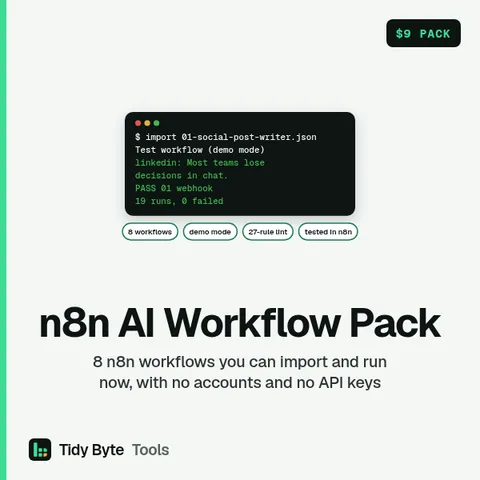 $9 PACK
$ import 01-social-post-writer.json
Test workflow (demo mode)
linkedin: Most teams lose
decisions in chat.
PASS 01 webhook
19 runs, 0 failed
8 workflows demo mode 27-rule lint tested in n8n
n8n AI Workflow Pack
8 n8n workflows you can import and run
now, with no accounts and no API keys
Tidy Byte Tools